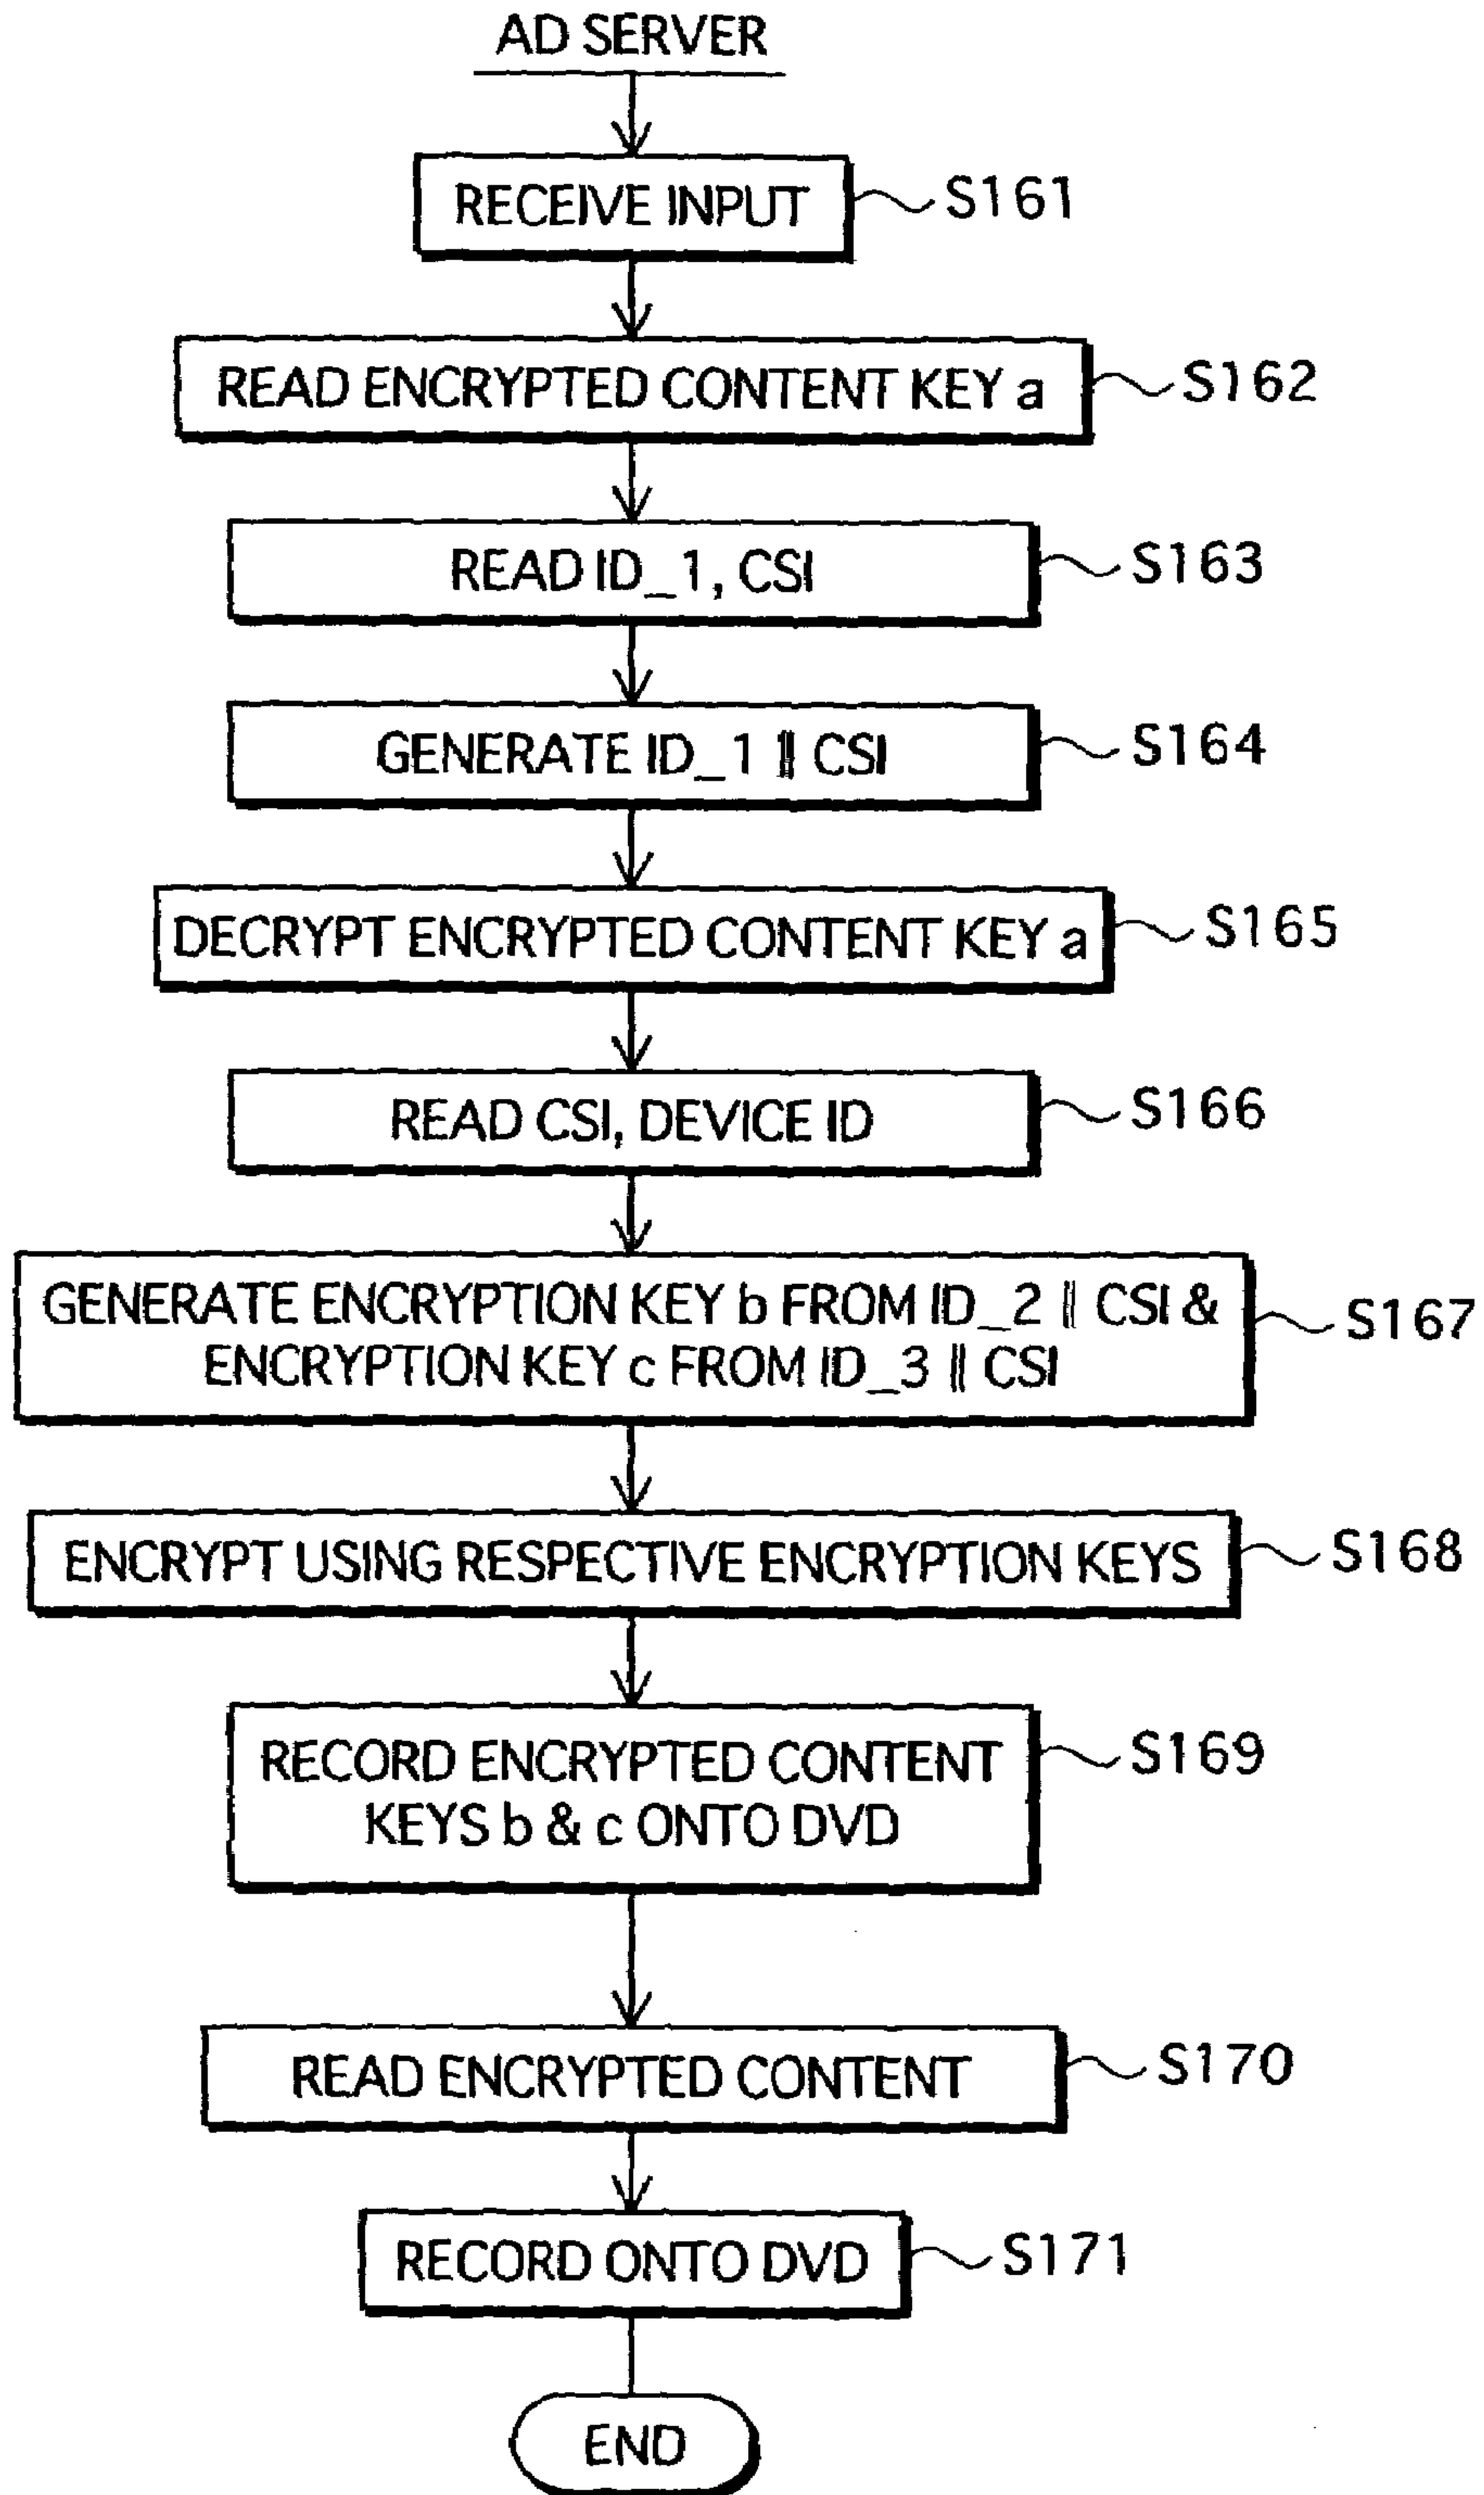 AD SERVER
RECEIVE INPUT
S161
READ ENCRYPTED CONTENT KEY a
S162
READ ID_1, CSI
S163
GENERATE ID_1 || CSI
S164
DECRYPT ENCRYPTED CONTENT KEY a
S165
READ CSI, DEVICE ID
S166
GENERATE ENCRYPTION KEY b FROM ID_2 || CSI &
ENCRYPTION KEY c FROM ID_3 || CSI
S167
ENCRYPT USING RESPECTIVE ENCRYPTION KEYS
S168
RECORD ENCRYPTED CONTENT
KEYS b & c ONTO DVD
S169
READ ENCRYPTED CONTENT
S170
RECORD ONTO DVD
S171
END